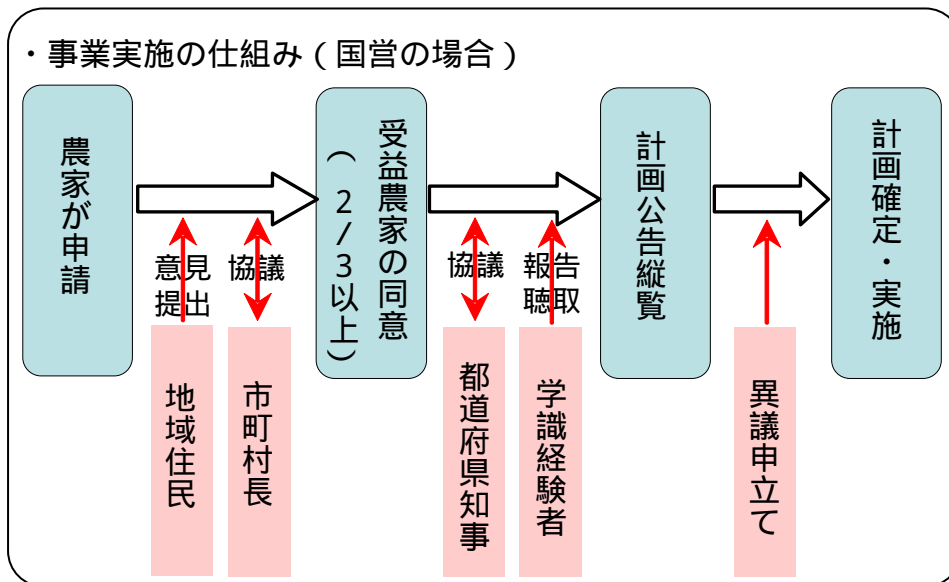 ・事業実施の仕組み（国営の場合）
農家が申請
受益農家の同意
（ 2/3以上）
計画公告縦覧
計画確定・実施
意見
提出
協議
協議
報告
聴取
地域住民
市町村長
都道府県知事
学識経験者
異議申立て